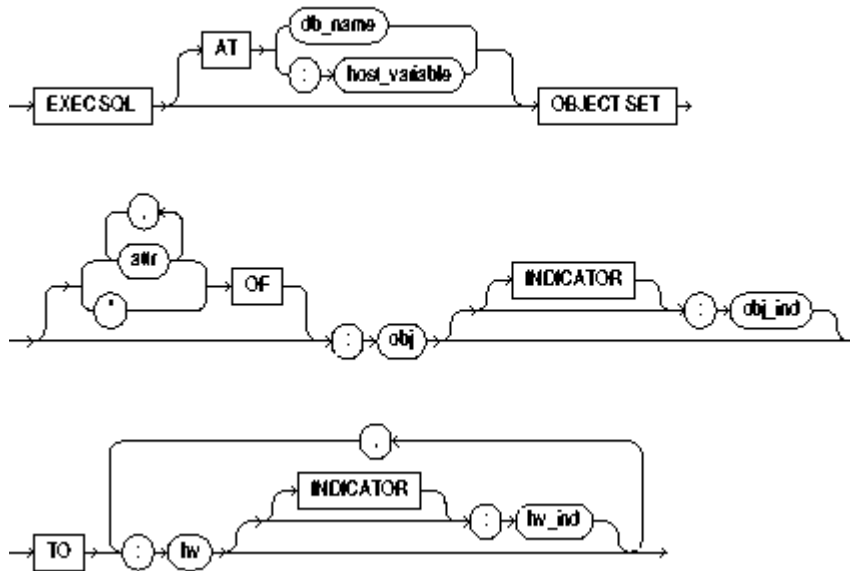 AT db_name
: host_variable
EXEC SQL OBJECT SET
,
attr
* OF INDICATOR
: obj : obj_ind
,
INDICATOR
TO : hv : hv_ind